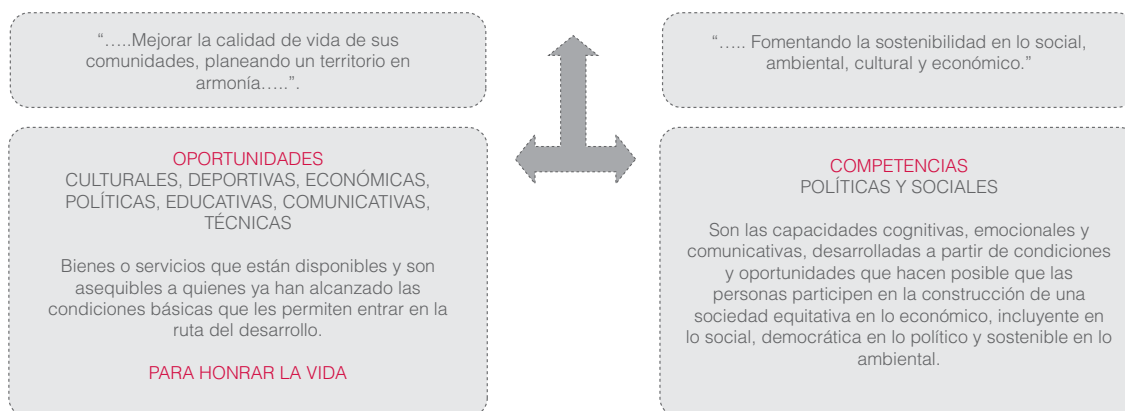 “…..Mejorar la calidad de vida de sus
comunidades, planeando un territorio en
armonía…..”.
“….. Fomentando la sostenibilidad en lo social,
ambiental, cultural y económico.”
OPORTUNIDADES
CULTURALES, DEPORTIVAS, ECONÓMICAS,
POLÍTICAS, EDUCATIVAS, COMUNICATIVAS,
TÉCNICAS
Bienes o servicios que están disponibles y son
asequibles a quienes ya han alcanzado las
condiciones básicas que les permiten entrar en la
ruta del desarrollo.
PARA HONRAR LA VIDA
COMPETENCIAS
POLÍTICAS Y SOCIALES
Son las capacidades cognitivas, emocionales y
comunicativas, desarrolladas a partir de condiciones
y oportunidades que hacen posible que las
personas participen en la construcción de una
sociedad equitativa en lo económico, incluyente en
lo social, democrática en lo político y sostenible en lo
ambiental.